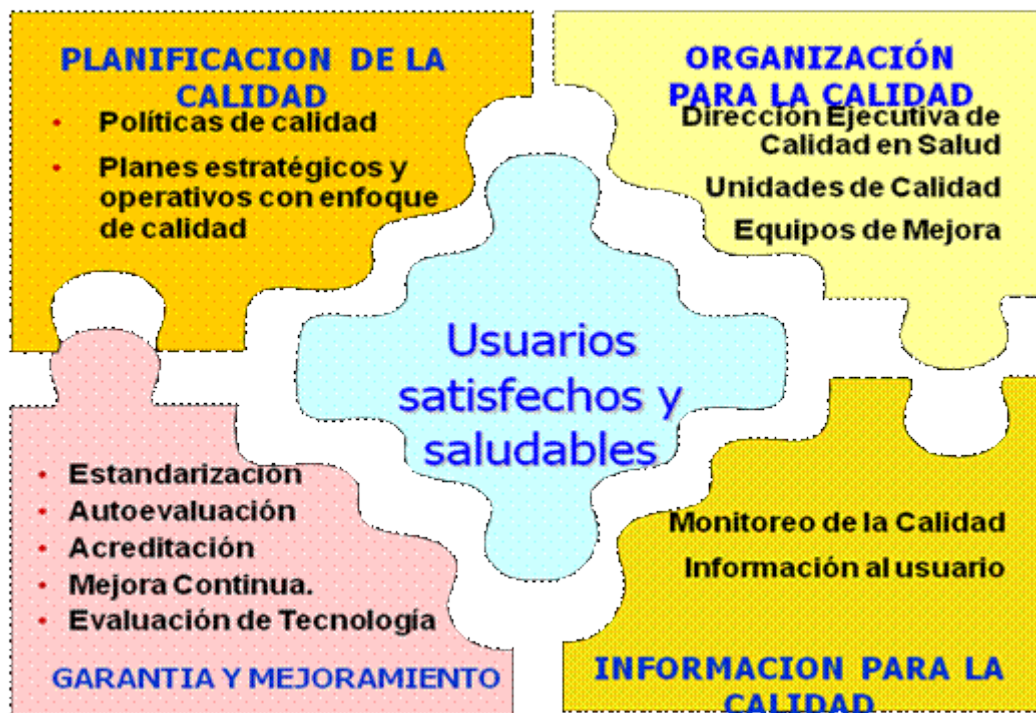 PLANIFICACION DE LA
CALIDAD
• Políticas de calidad
• Planes estratégicos y
operativos con enfoque
de calidad
ORGANIZACIÓN
PARA LA CALIDAD
Dirección Ejecutiva de
Calidad en Salud
Unidades de Calidad
Equipos de Mejora
Usuarios
satisfechos y
saludables
• Estandarización
• Autoevaluación
• Acreditación
• Mejora Continua.
• Evaluación de Tecnología
GARANTIA Y MEJORAMIENTO
Monitoreo de la Calidad
Información al usuario
INFORMACION PARA LA
CALIDAD